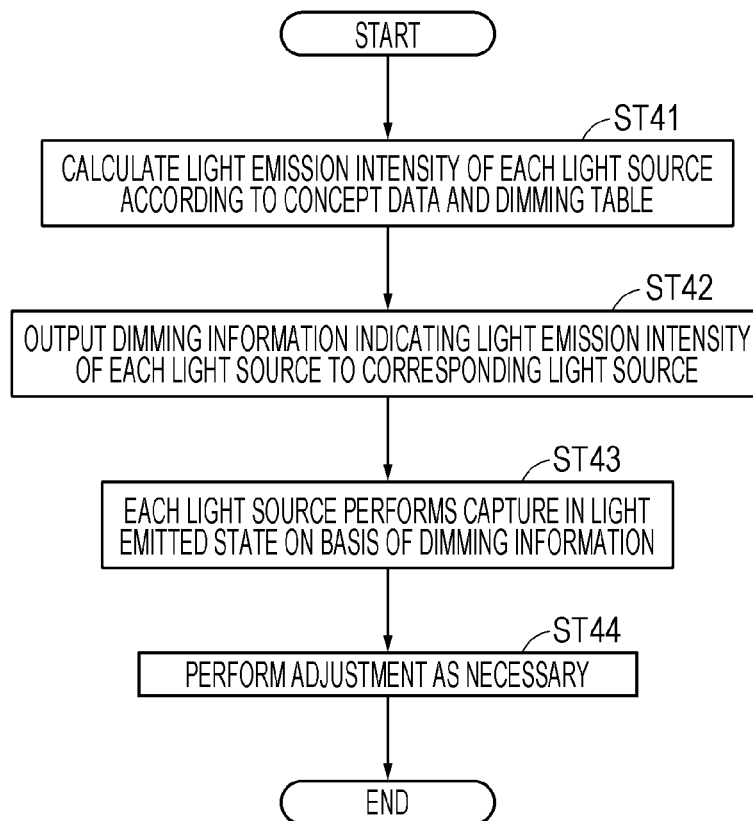 START
ST41
CALCULATE LIGHT EMISSION INTENSITY OF EACH LIGHT SOURCE
ACCORDING TO CONCEPT DATA AND DIMMING TABLE
ST42
OUTPUT DIMMING INFORMATION INDICATING LIGHT EMISSION INTENSITY
OF EACH LIGHT SOURCE TO CORRESPONDING LIGHT SOURCE
ST43
EACH LIGHT SOURCE PERFORMS CAPTURE IN LIGHT
EMITTED STATE ON BASIS OF DIMMING INFORMATION
ST44
PERFORM ADJUSTMENT AS NECESSARY
END